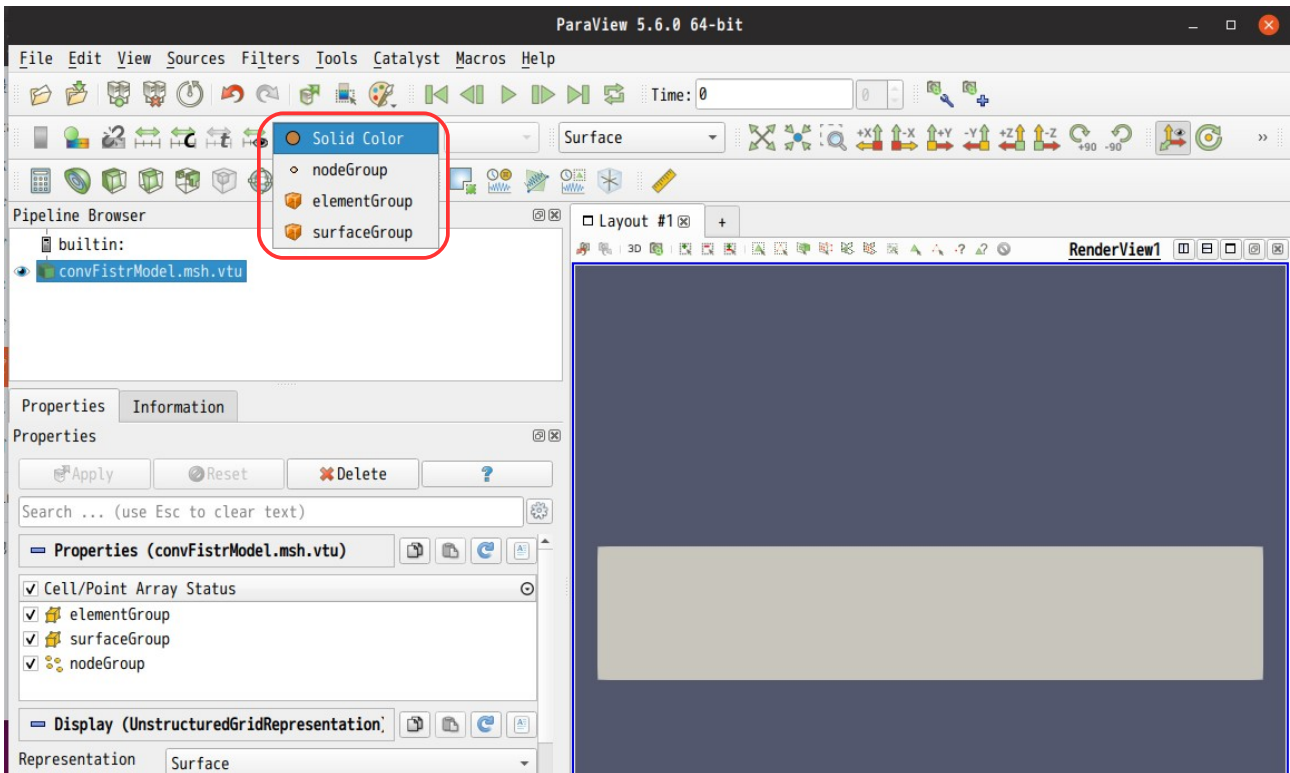 ParaView 5.6.0 64-bit
File Edit View Sources Filters Tools Catalyst Macros Help
Time: 0
0
Solid Color
nodeGroup
elementGroup
surfaceGroup
Surface
+X -X +Y -Y +Z -Z +90 -90
»
Pipeline Browser
builtin:
convFistrModel.msh.vtu
Layout #1
+
3D
RenderView1
Properties Information
Properties
Apply Reset Delete ?
Search ... (use Esc to clear text)
Properties (convFistrModel.msh.vtu)
Cell/Point Array Status
elementGroup
surfaceGroup
nodeGroup
Display (UnstructuredGridRepresentation)
Representation Surface